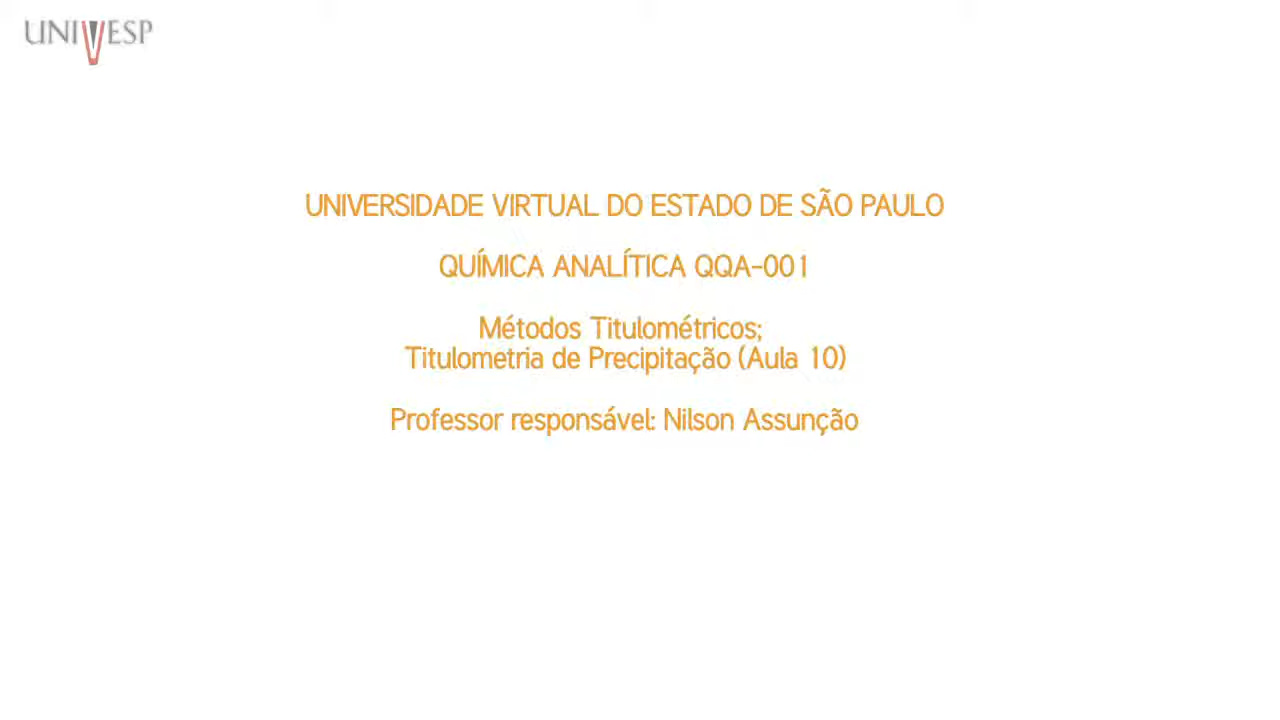 UNIVESP
UNIVERSIDADE VIRTUAL DO ESTADO DE SÃO PAULO
QUÍMICA ANALÍTICA QQA-001
Métodos Titulométricos;
Titulometria de Precipitação (Aula 10)
Professor responsável: Nilson Assunção